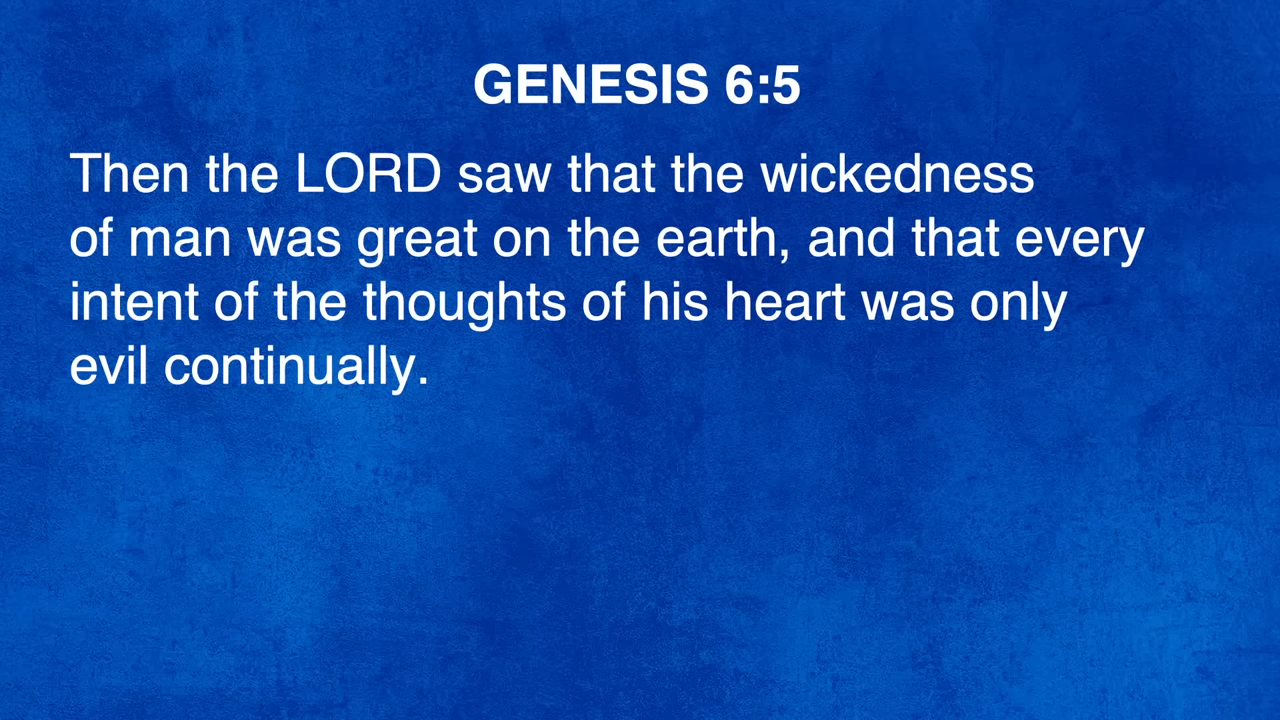 GENESIS 6:5
Then the LORD saw that the wickedness
of man was great on the earth, and that every
intent of the thoughts of his heart was only
evil continually.